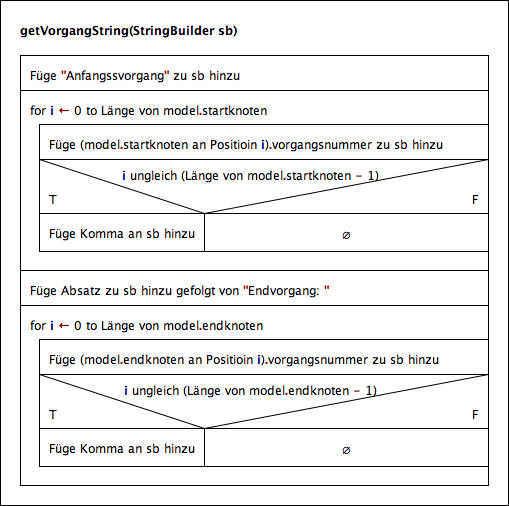 getVorgangString(StringBuilder sb)
Füge "Anfangssvorgang" zu sb hinzu
for i ← 0 to Länge von model.startknoten
Füge (model.startknoten an Positioin i).vorgangsnummer zu sb hinzu
i ungleich (Länge von model.startknoten - 1)
T F
Füge Komma an sb hinzu ∅
Füge Absatz zu sb hinzu gefolgt von "Endvorgang: "
for i ← 0 to Länge von model.endknoten
Füge (model.endknoten an Positioin i).vorgangsnummer zu sb hinzu
i ungleich (Länge von model.endknoten - 1)
T F
Füge Komma an sb hinzu ∅